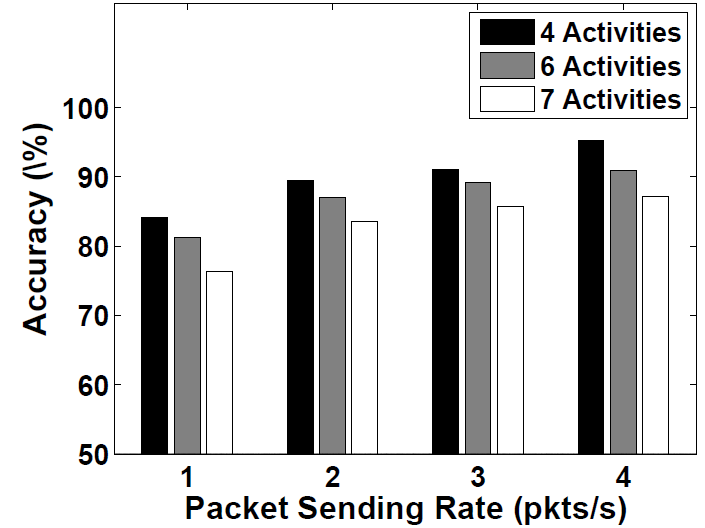 4 Activities
6 Activities
7 Activities
Accuracy (\%)
100
90
80
70
60
50
1 2 3 4
Packet Sending Rate (pkts/s)